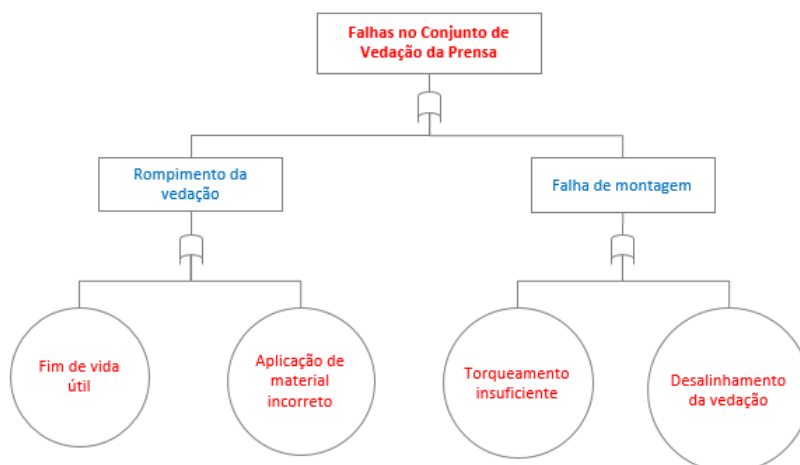 Falhas no Conjunto de
Vedação da Prensa
Rompimento da
vedação
Falha de montagem
Fim de vida
útil
Aplicação de
material
incorreto
Torqueamento
insuficiente
Desalinhamento
da vedação